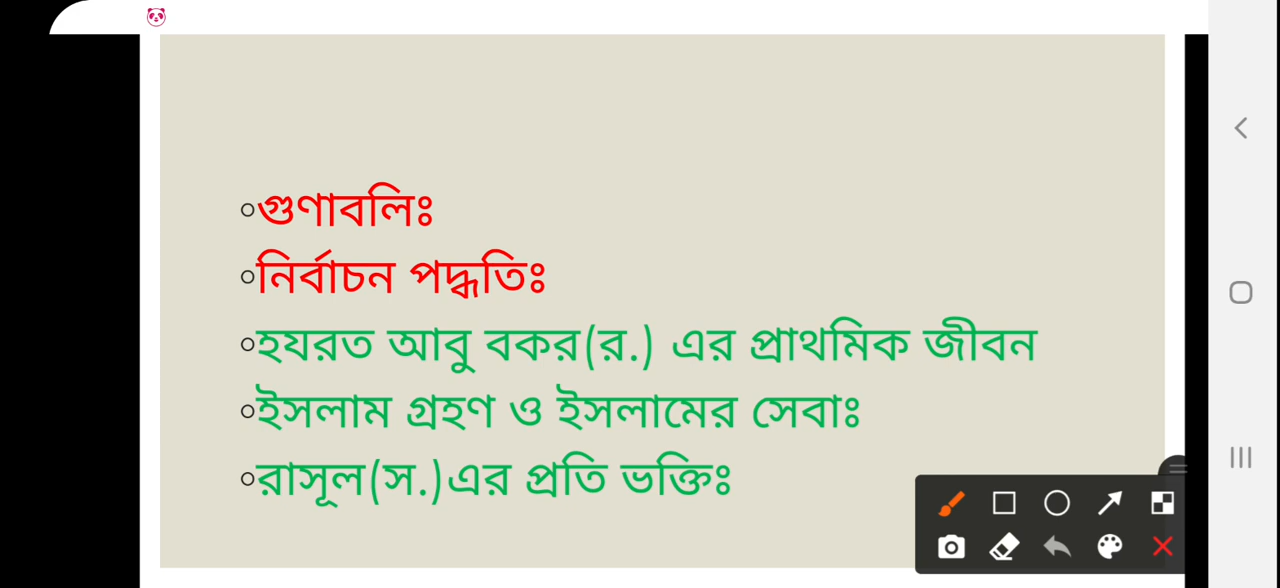 গুণাবলিঃ
নির্বাচন পদ্ধতিঃ
হযরত আবু বকর(র.) এর প্রাথমিক জীবন
ইসলাম গ্রহণ ও ইসলামের সেবাঃ
রাসূল(স.)এর প্রতি ভক্তিঃ